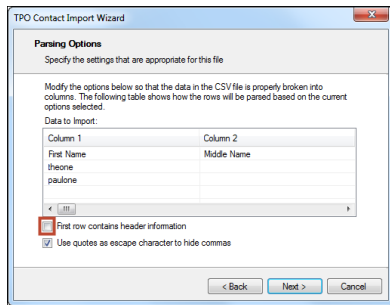 TPO Contact Import Wizard
Parsing Options
Specify the settings that are appropriate for this file
Modify the options below so that the data in the CSV file is properly broken into
columns. The following table shows how the rows will be parsed based on the current
options selected.
Data to Import:
Column 1 Column 2
First Name Middle Name
theone
paulone
First row contains header information
Use quotes as escape character to hide commas
< Back Next > Cancel